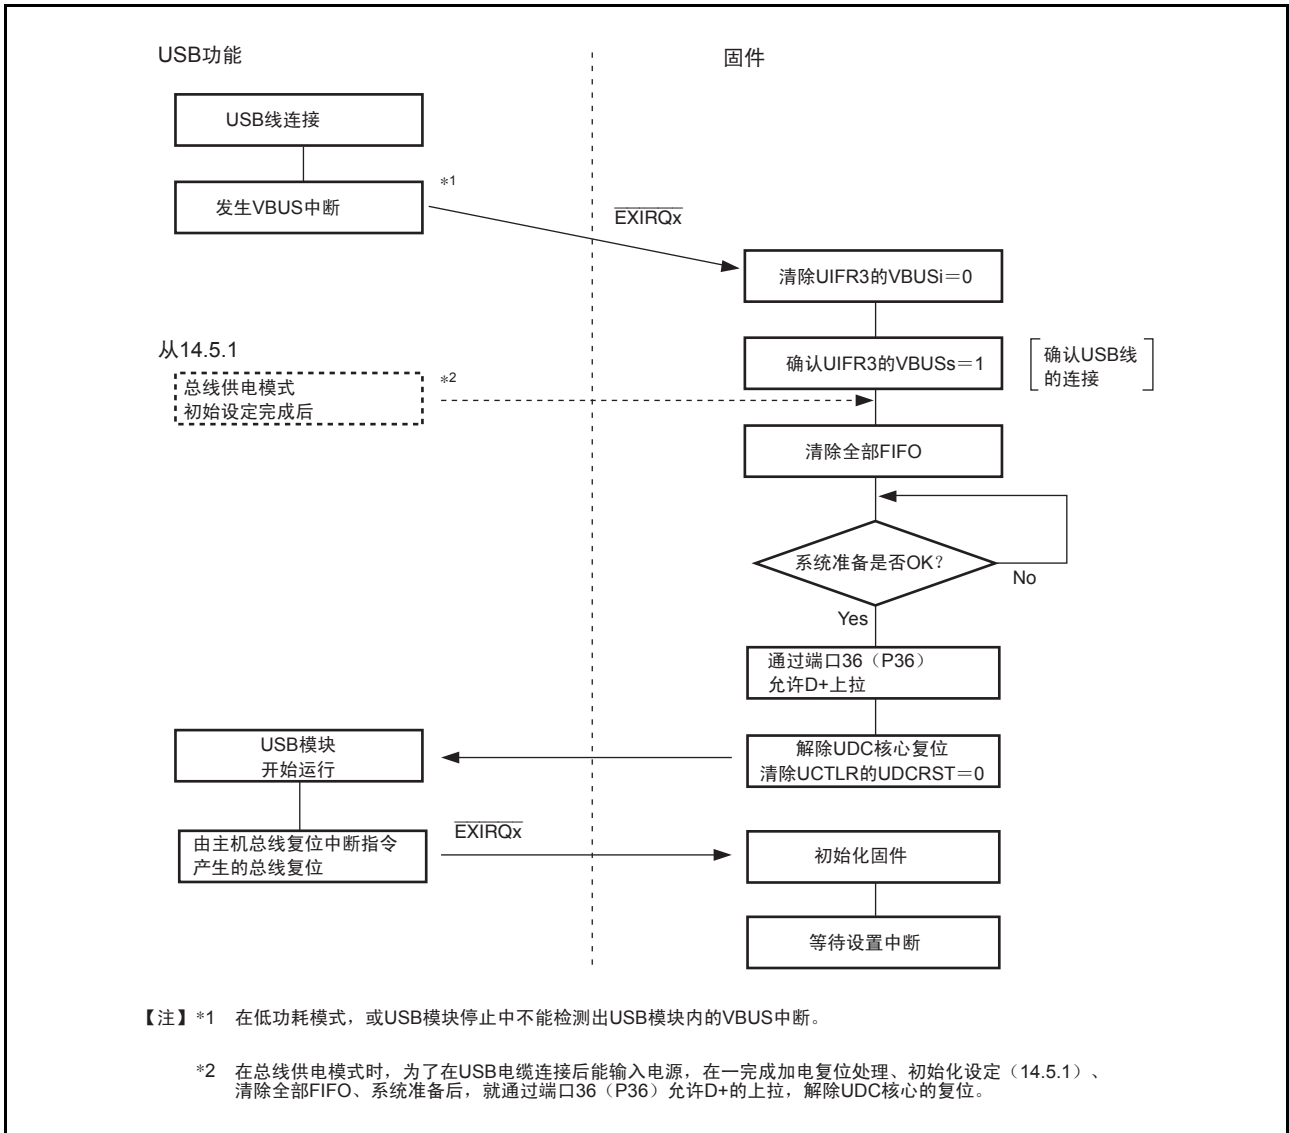 USB功能
固件
USB线连接
发生VBUS中断
*1
EXIRQx
清除UIFR3的VBUSi＝0
确认UIFR3的VBUSs＝1
确认USB线
的连接
从14.5.1
总线供电模式
初始设定完成后
*2
清除全部FIFO
系统准备是否OK？
No
Yes
通过端口36（P36）
允许D+上拉
解除UDC核心复位
清除UCTLR的UDCRST＝0
USB模块
开始运行
由主机总线复位中断指令
产生的总线复位
EXIRQx
初始化固件
等待设置中断
【注】*1 在低功耗模式，或USB模块停止中不能检测出USB模块内的VBUS中断。
*2 在总线供电模式时，为了在USB电缆连接后能输入电源，在一完成加电复位处理、初始化设定（14.5.1）、
清除全部FIFO、系统准备后，就通过端口36（P36）允许D+的上拉，解除UDC核心的复位。